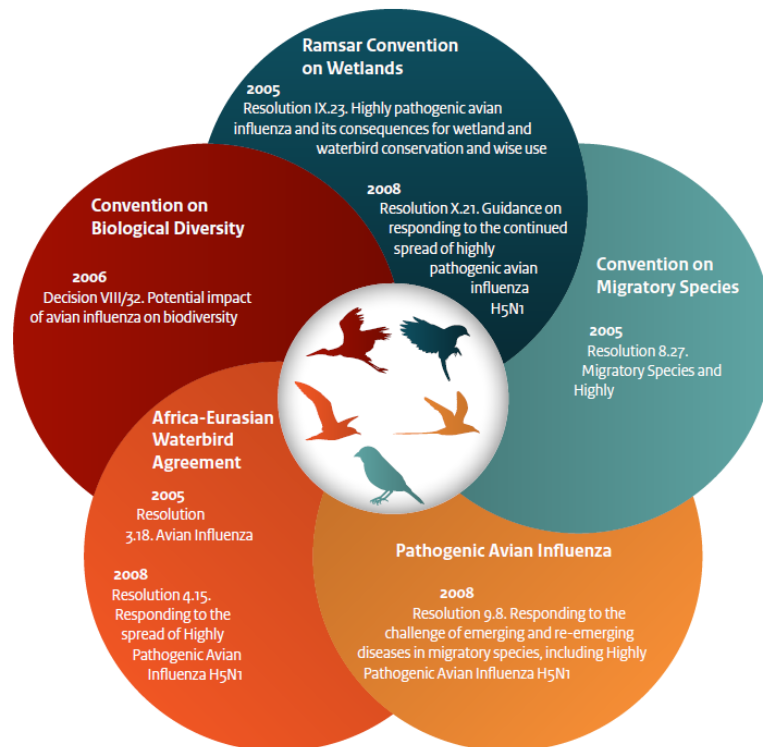 Ramsar Convention
on Wetlands
2005
Resolution IX.23. Highly pathogenic avian
influenza and its consequences for wetland and
waterbird conservation and wise use
2008
Resolution X.21. Guidance on
responding to the continued
spread of highly
pathogenic avian
influenza
H5N1
Convention on
Biological Diversity
2006
Decision VIII/32. Potential impact
of avian influenza on biodiversity
Convention on
Migratory Species
2005
Resolution 8.27.
Migratory Species and
Highly
Africa-Eurasian
Waterbird
Agreement
2005
Resolution
3.18. Avian Influenza
2008
Resolution 4.15.
Responding to the
spread of Highly
Pathogenic Avian
Influenza H5N1
Pathogenic Avian Influenza
2008
Resolution 9.8. Responding to the
challenge of emerging and re-emerging
diseases in migratory species, including Highly
Pathogenic Avian Influenza H5N1